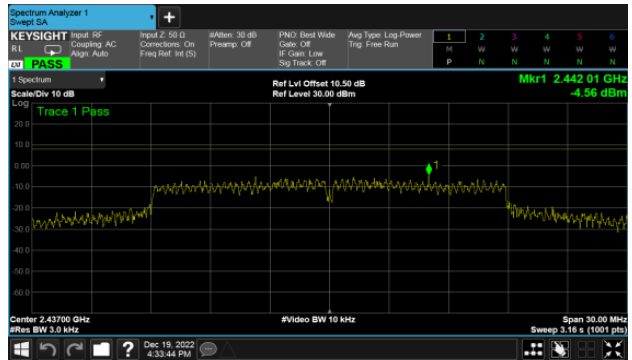 Spectrum Analyzer 1
Swept SA
+
KEYSIGHT
RL
PASS
Input: RF
Coupling: AC
Align: Auto
Input Z: 50 Ω
Corrections: On
Freq Ref: Int (S)
#Atten: 30 dB
Preamp: Off
PNO: Best Wide
Gate: Off
IF Gain: Low
Sig Track: Off
Avg Type: Log-Power
Trig: Free Run
1 2 3 4 5 6
M W W W W W
P N N N N N
1 Spectrum
Scale/Div 10 dB
Ref Lvl Offset 10.50 dB
Ref Level 30.00 dBm
Mkr1 2.442 01 GHz
-4.56 dBm
Log
Trace 1 Pass
20.0
10.0
0.00
1
-10.0
-20.0
-30.0
-40.0
-50.0
-60.0
Center 2.43700 GHz
#Res BW 3.0 kHz
#Video BW 10 kHz
Span 30.00 MHz
Sweep 3.16 s (1001 pts)
?
Dec 19, 2022
4:33:44 PM